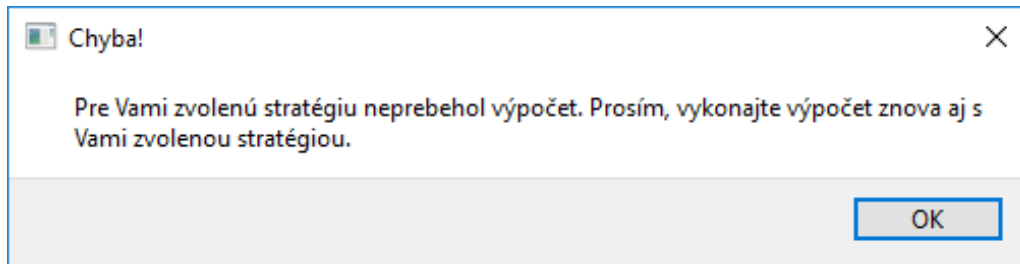 Chyba!
Pre Vami zvolenú stratégiu neprebehol výpočet. Prosím, vykonajte výpočet znova aj s
Vami zvolenou stratégiou.
OK